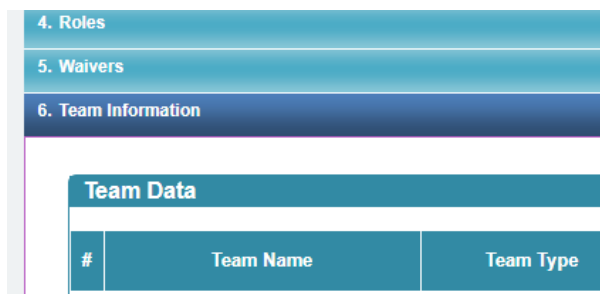 4. Roles
5. Waivers
6. Team Information
Team Data
# Team Name Team Type